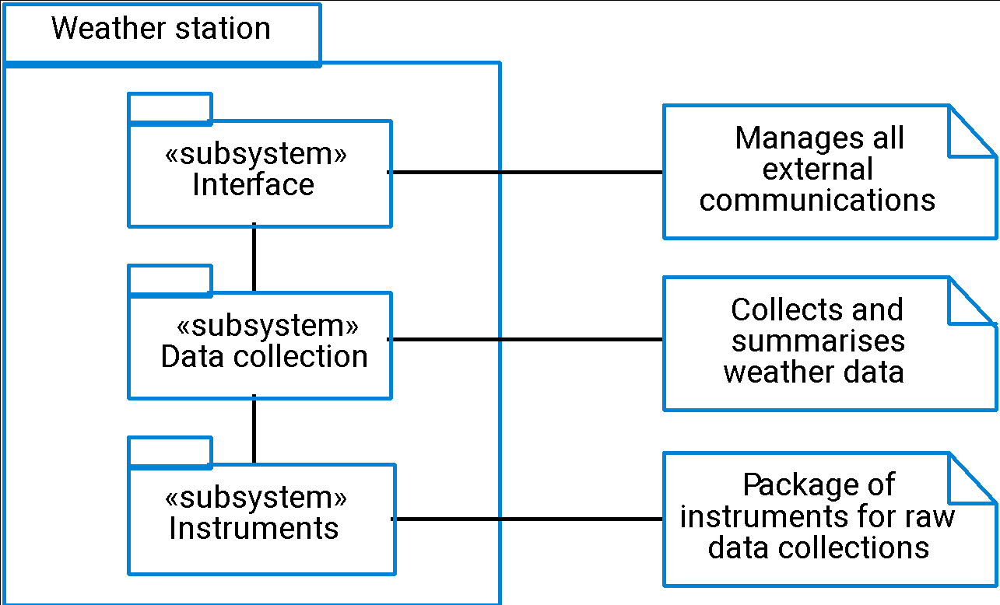 Weather station
«subsystem»
Interface
Manages all
external
communications
«subsystem»
Data collection
Collects and
summarises
weather data
«subsystem»
Instruments
Package of
instruments for raw
data collections